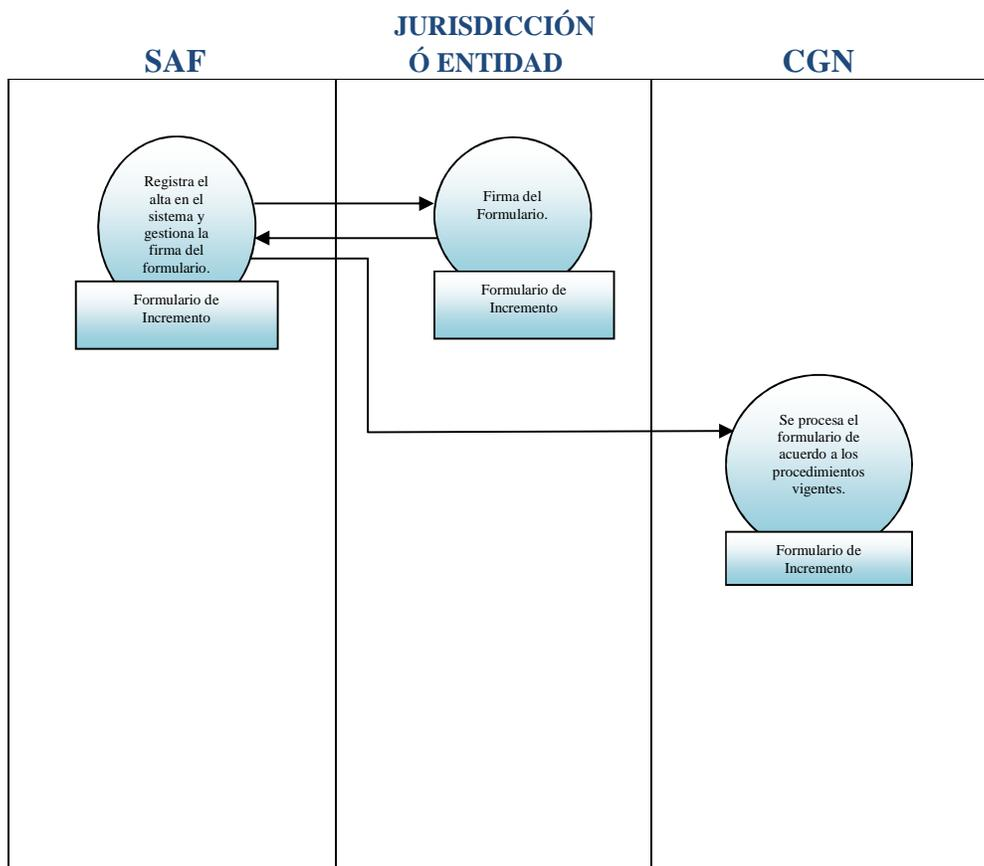 SAF
JURISDICCIÓN
Ó ENTIDAD
CGN
Registra el
alta en el
sistema y
gestiona la
firma del
formulario.
Formulario de
Incremento
Firma del
Formulario.
Formulario de
Incremento
Se procesa el
formulario de
acuerdo a los
procedimientos
vigentes.
Formulario de
Incremento